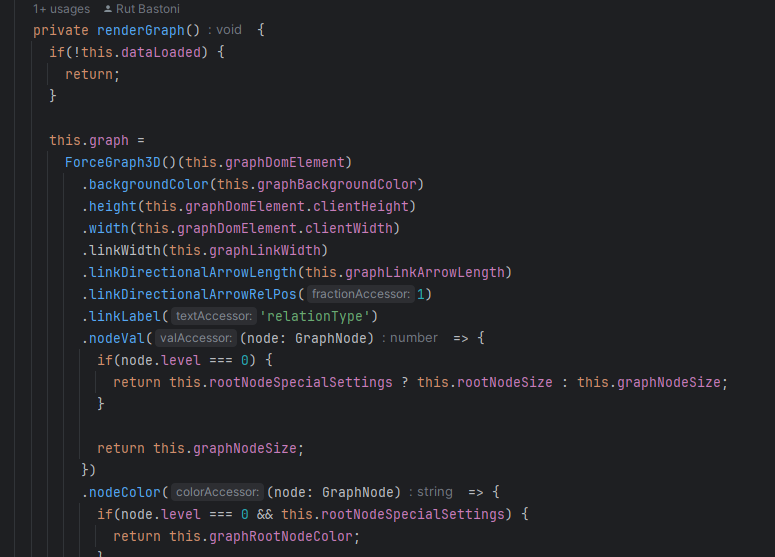 1+ usages Rut Bastoni
private renderGraph() : void {
if(!this.dataLoaded) {
return;
}
this.graph =
ForceGraph3D()(this.graphDomElement)
.backgroundColor(this.graphBackgroundColor)
.height(this.graphDomElement.clientHeight)
.width(this.graphDomElement.clientWidth)
.linkWidth(this.graphLinkWidth)
.linkDirectionalArrowLength(this.graphLinkArrowLength)
.linkDirectionalArrowRelPos( fractionAccessor: 1)
.linkLabel( textAccessor: 'relationType')
.nodeVal( valAccessor: (node: GraphNode) : number => {
if(node.level === 0) {
return this.rootNodeSpecialSettings ? this.rootNodeSize : this.graphNodeSize;
}
return this.graphNodeSize;
})
.nodeColor( colorAccessor: (node: GraphNode) : string => {
if(node.level === 0 && this.rootNodeSpecialSettings) {
return this.graphRootNodeColor;
}